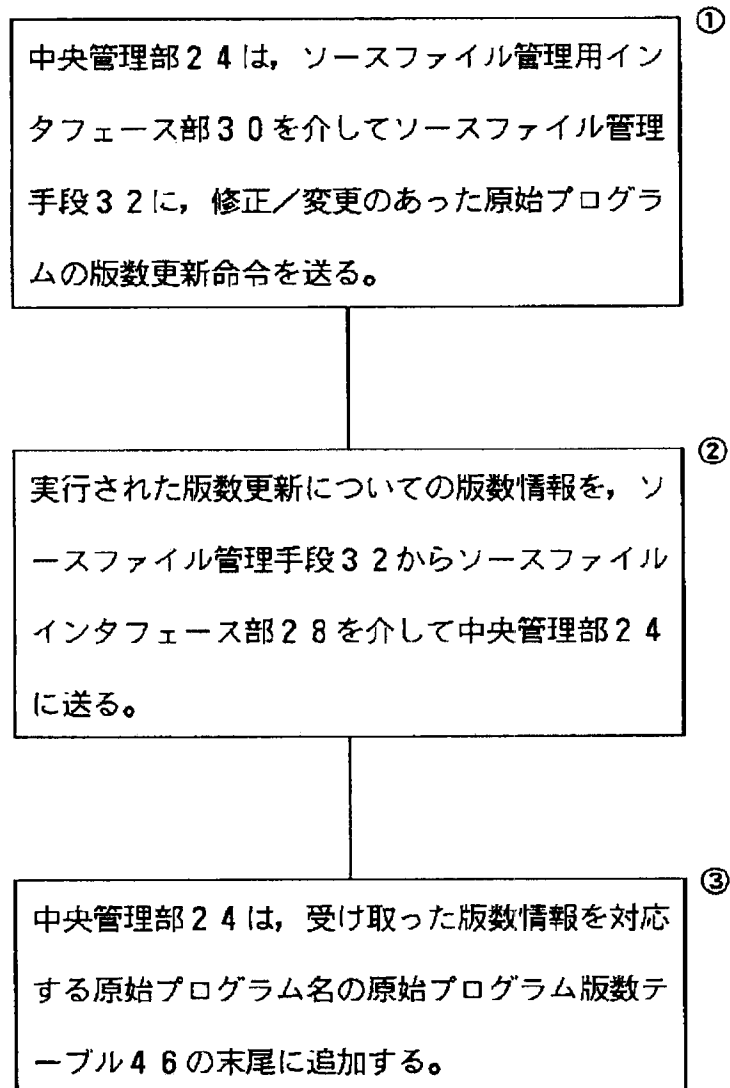 ①
中央管理部24は，ソースファイル管理用イン
タフェース部30を介してソースファイル管理
手段32に，修正／変更のあった原始プログラ
ムの版数更新命令を送る。
②
実行された版数更新についての版数情報を，ソ
ースファイル管理手段32からソースファイル
インタフェース部28を介して中央管理部24
に送る。
③
中央管理部24は，受け取った版数情報を対応
する原始プログラム名の原始プログラム版数テ
ーブル46の末尾に追加する。